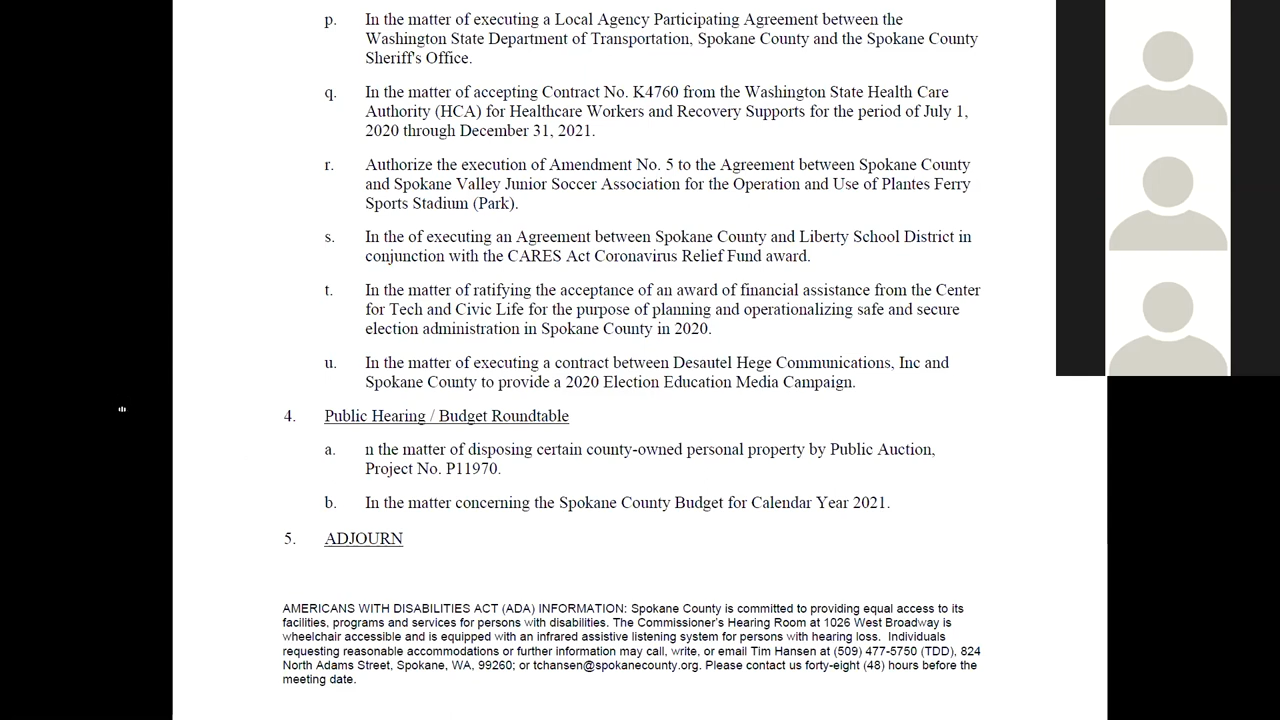 p. In the matter of executing a Local Agency Participating Agreement between the
Washington State Department of Transportation, Spokane County and the Spokane County
Sheriff's Office.
q. In the matter of accepting Contract No. K4760 from the Washington State Health Care
Authority (HCA) for Healthcare Workers and Recovery Supports for the period of July 1,
2020 through December 31, 2021.
r. Authorize the execution of Amendment No. 5 to the Agreement between Spokane County
and Spokane Valley Junior Soccer Association for the Operation and Use of Plantes Ferry
Sports Stadium (Park).
s. In the of executing an Agreement between Spokane County and Liberty School District in
conjunction with the CARES Act Coronavirus Relief Fund award.
t. In the matter of ratifying the acceptance of an award of financial assistance from the Center
for Tech and Civic Life for the purpose of planning and operationalizing safe and secure
election administration in Spokane County in 2020.
u. In the matter of executing a contract between Desautel Hege Communications, Inc and
Spokane County to provide a 2020 Election Education Media Campaign.
4. Public Hearing / Budget Roundtable
a. n the matter of disposing certain county-owned personal property by Public Auction,
Project No. P11970.
b. In the matter concerning the Spokane County Budget for Calendar Year 2021.
5. ADJOURN
AMERICANS WITH DISABILITIES ACT (ADA) INFORMATION: Spokane County is committed to providing equal access to its
facilities, programs and services for persons with disabilities. The Commissioner's Hearing Room at 1026 West Broadway is
wheelchair accessible and is equipped with an infrared assistive listening system for persons with hearing loss. Individuals
requesting reasonable accommodations or further information may call, write, or email Tim Hansen at (509) 477-5750 (TDD), 824
North Adams Street, Spokane, WA, 99260; or tchansen@spokanecounty.org. Please contact us forty-eight (48) hours before the
meeting date.